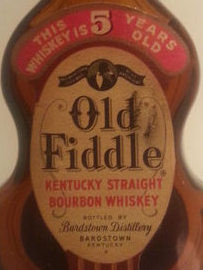 THIS WHISKEY IS 5 YEARS OLD
Old
Fiddle
KENTUCKY STRAIGHT
BOURBON WHISKEY
BOTTLED BY
Bardstown Distillery
BARDSTOWN
KENTUCKY